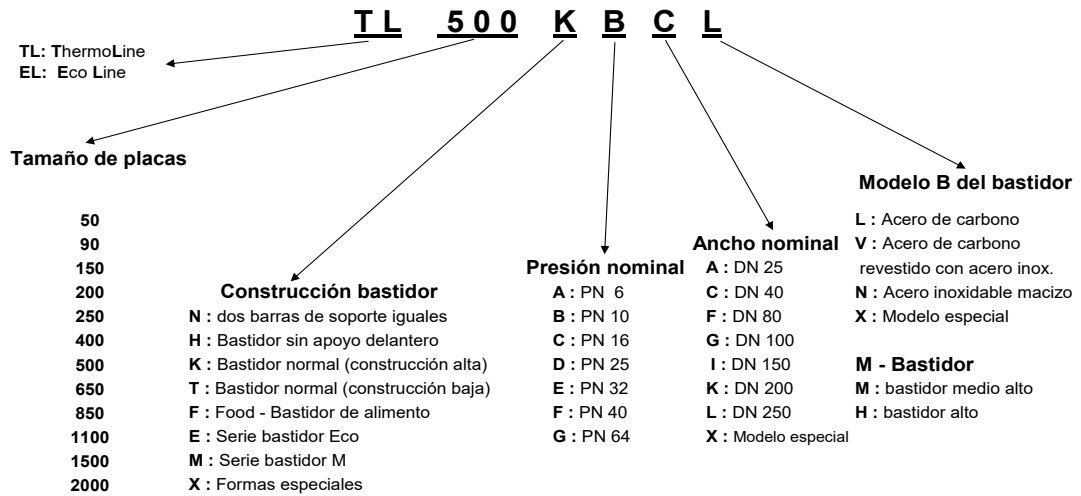 TL 500 K B C L
TL: ThermoLine
EL: Eco Line
Tamaño de placas
50
90
150
200
250
400
500
650
850
1100
1500
2000
Construcción bastidor
N : dos barras de soporte iguales
H : Bastidor sin apoyo delantero
K : Bastidor normal (construcción alta)
T : Bastidor normal (construcción baja)
F : Food - Bastidor de alimento
E : Serie bastidor Eco
M : Serie bastidor M
X : Formas especiales
Presión nominal
A : PN 6
B : PN 10
C : PN 16
D : PN 25
E : PN 32
F : PN 40
G : PN 64
Ancho nominal
A : DN 25
C : DN 40
F : DN 80
G : DN 100
I : DN 150
K : DN 200
L : DN 250
X : Modelo especial
Modelo B del bastidor
L : Acero de carbono
V : Acero de carbono
revestido con acero inox.
N : Acero inoxidable macizo
X : Modelo especial
M - Bastidor
M : bastidor medio alto
H : bastidor alto